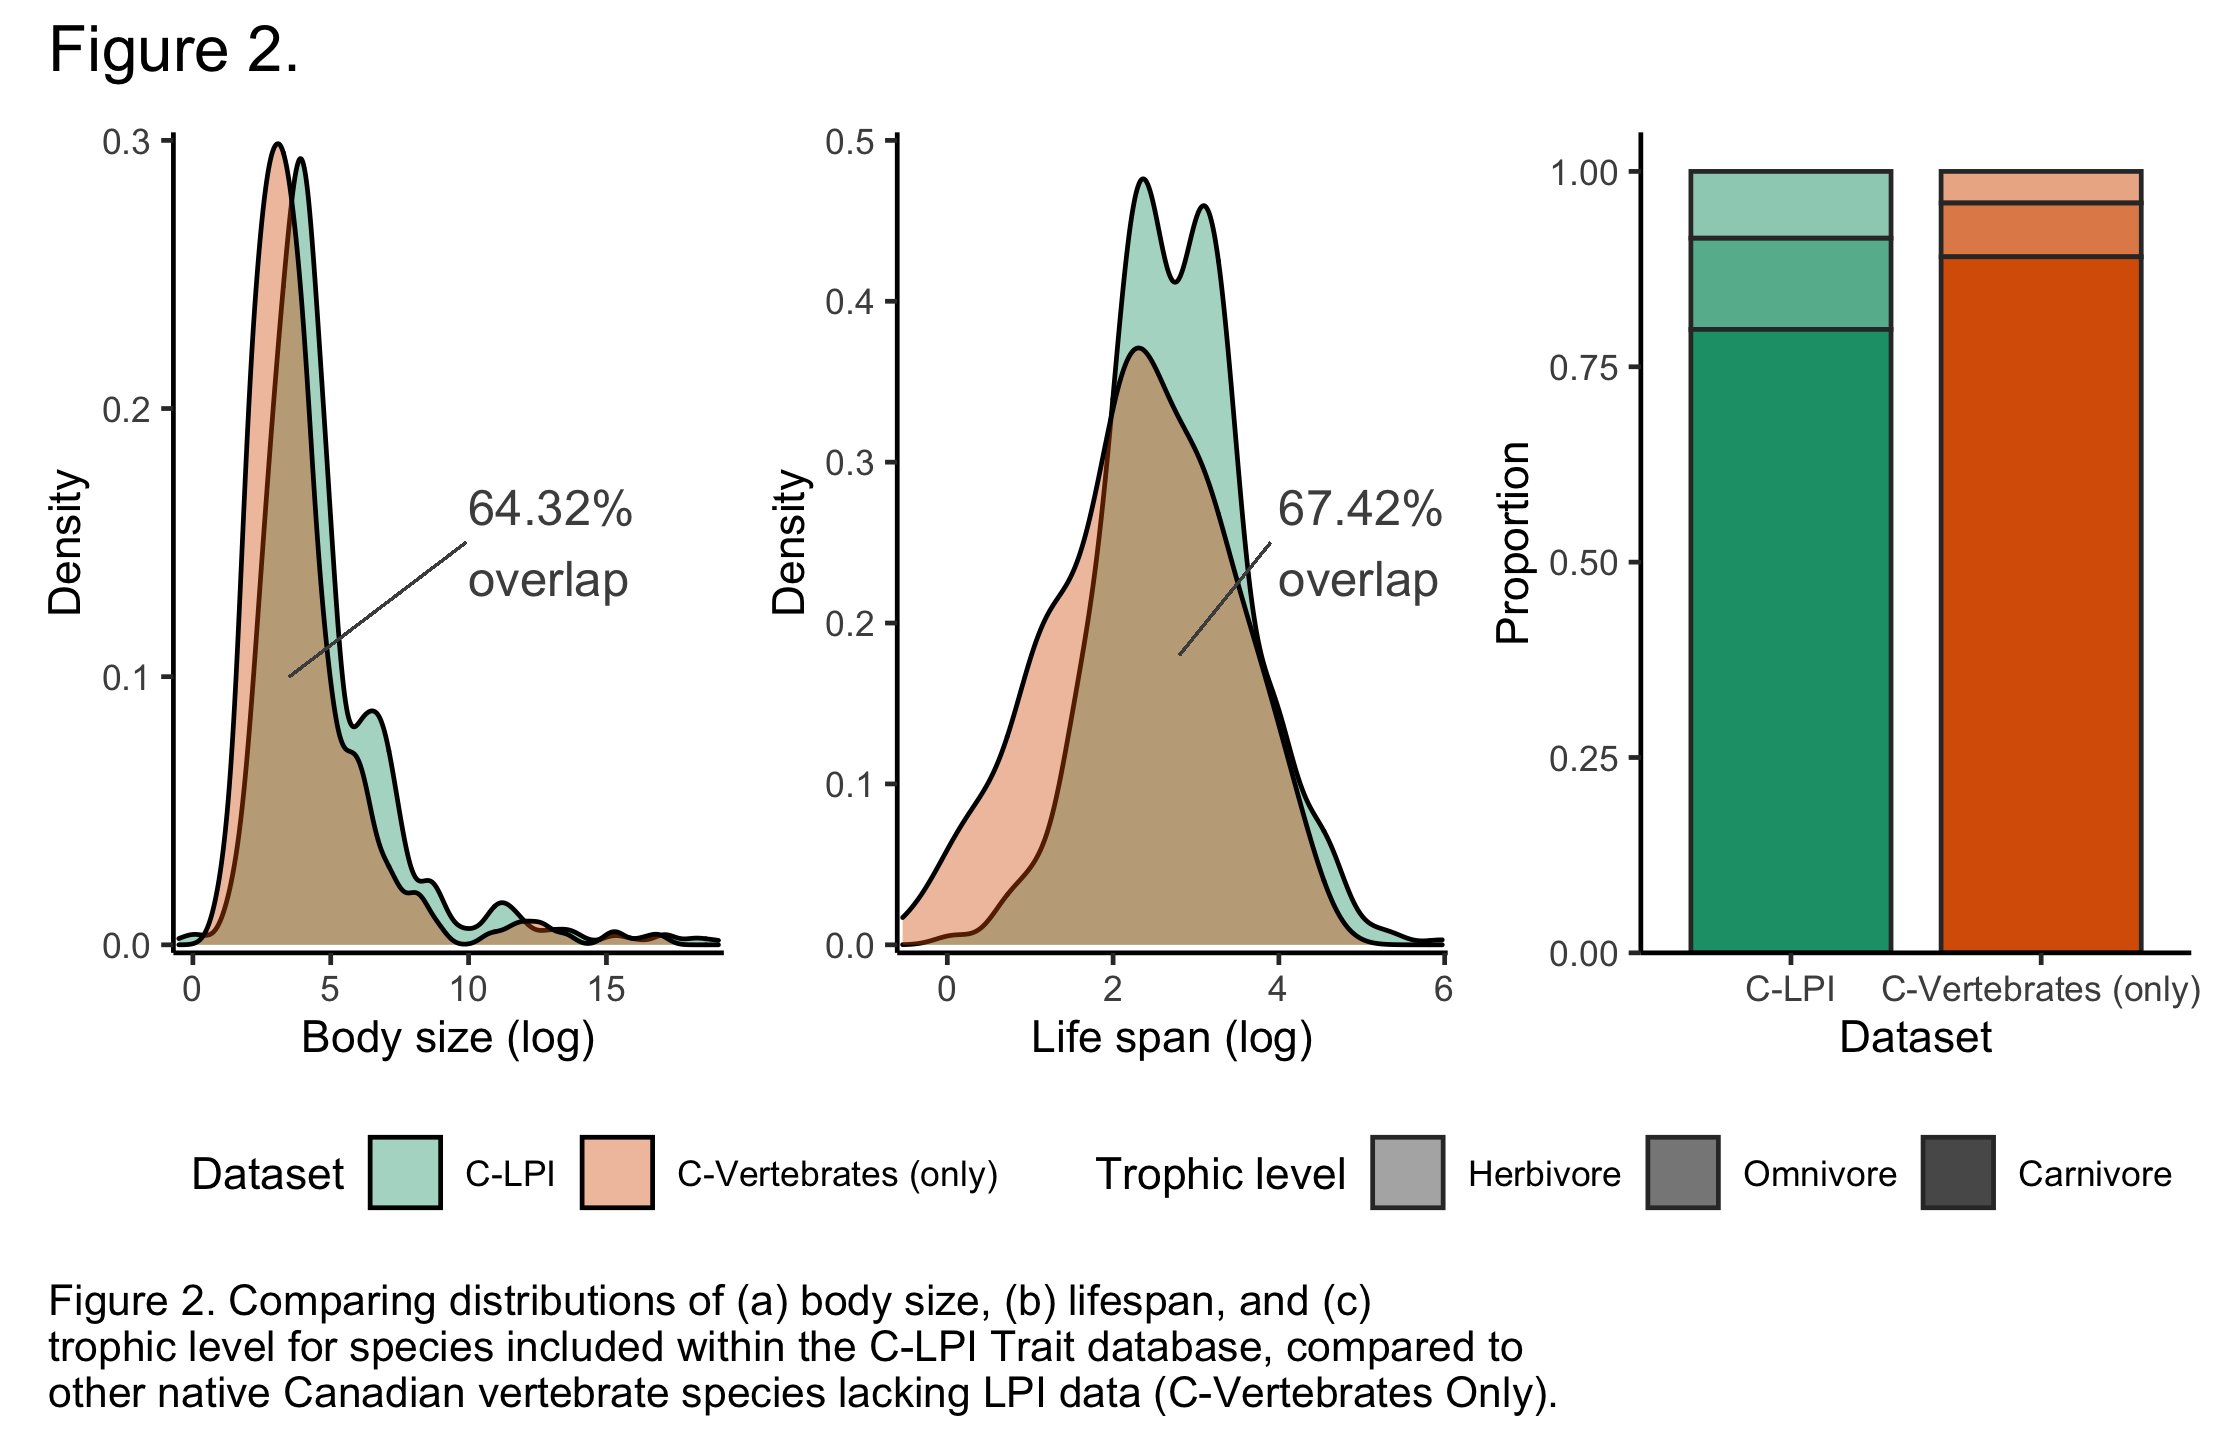 Figure 2.
0.3
0.2
0.1
0.0
Density
64.32%
overlap
0
5
10
15
Body size (log)
0.5
0.4
0.3
0.2
0.1
0.0
Density
67.42%
overlap
0
2
4
6
Life span (log)
1.00
0.75
0.50
0.25
0.00
Proportion
C-LPI
C-Vertebrates (only)
Dataset
Dataset
C-LPI
C-Vertebrates (only)
Trophic level
Herbivore
Omnivore
Carnivore
Figure 2. Comparing distributions of (a) body size, (b) lifespan, and (c)
trophic level for species included within the C-LPI Trait database, compared to
other native Canadian vertebrate species lacking LPI data (C-Vertebrates Only).